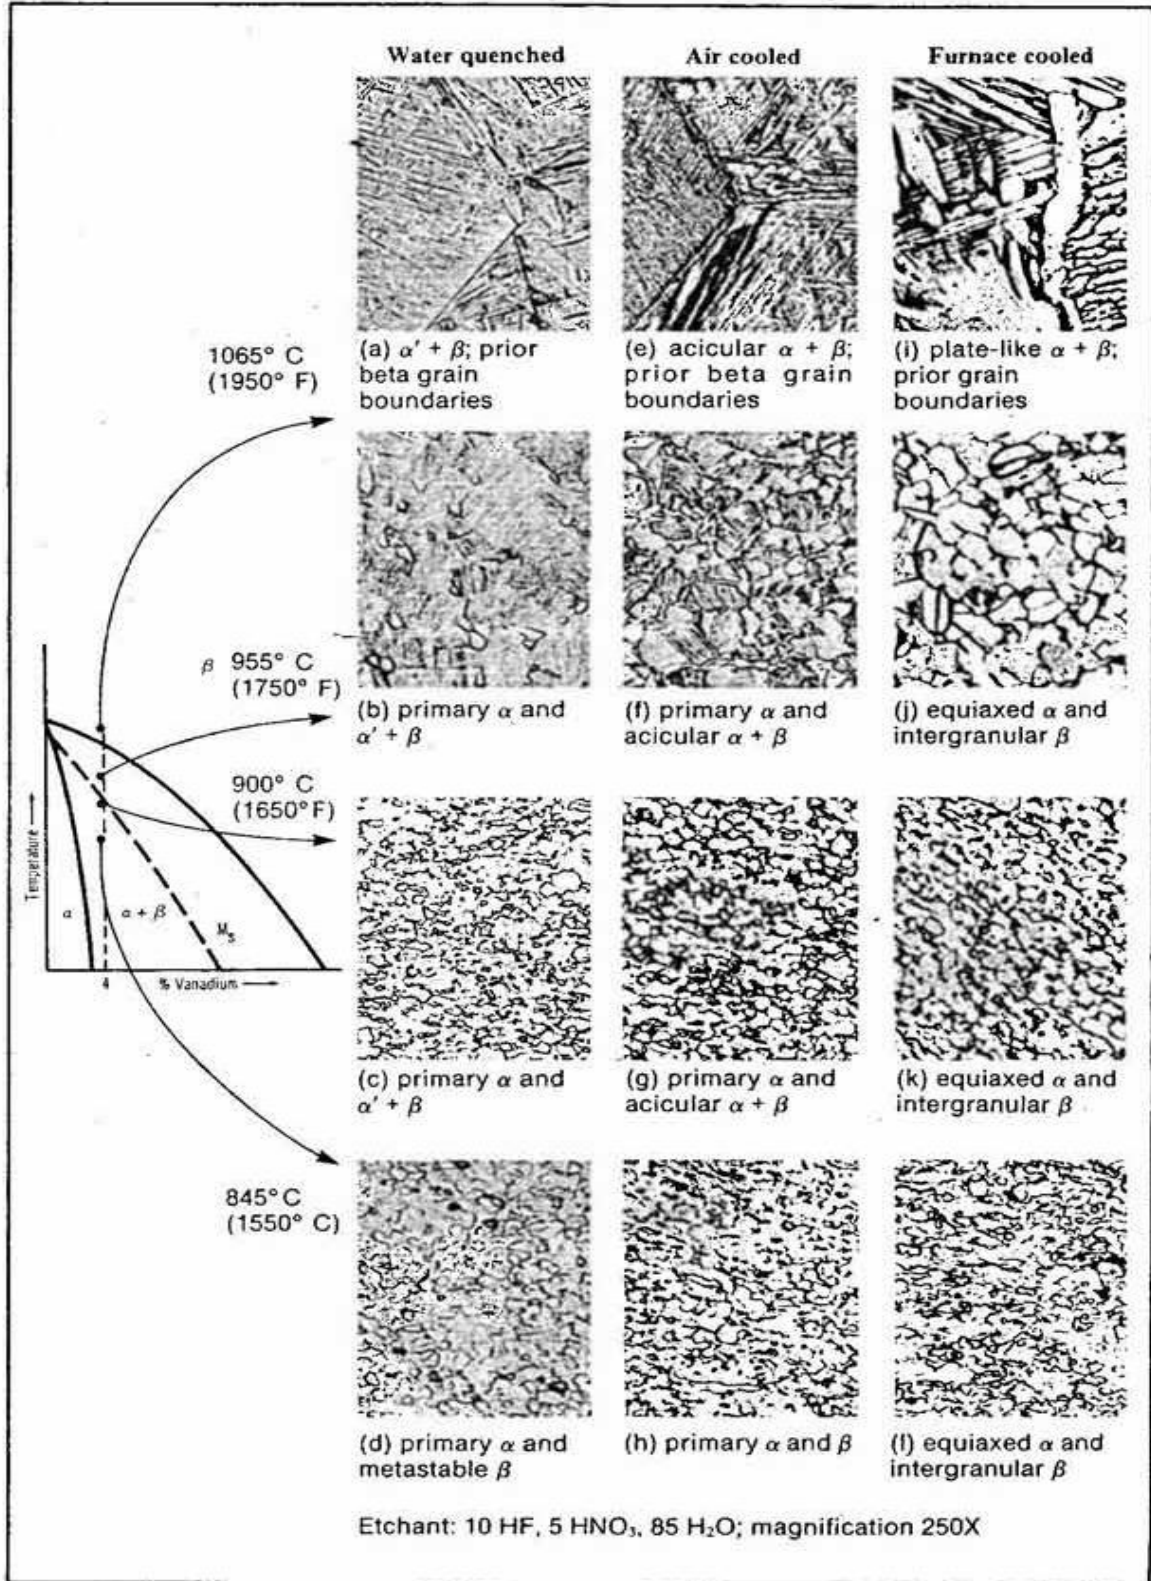 Water quenched
Air cooled
Furnace cooled
(a) α′ + β; prior
beta grain
boundaries
(e) acicular α + β;
prior beta grain
boundaries
(i) plate-like α + β;
prior grain
boundaries
1065° C
(1950° F)
β 955° C
(1750° F)
(b) primary α and
α′ + β
(f) primary α and
acicular α + β
(j) equiaxed α and
intergranular β
900° C
(1650°F)
Temperature
α
α + β
Ms
4
% Vanadium
(c) primary α and
α′ + β
(g) primary α and
acicular α + β
(k) equiaxed α and
intergranular β
845°C
(1550° C)
(d) primary α and
metastable β
(h) primary α and β
(l) equiaxed α and
intergranular β
Etchant: 10 HF, 5 HNO₃, 85 H₂O; magnification 250X